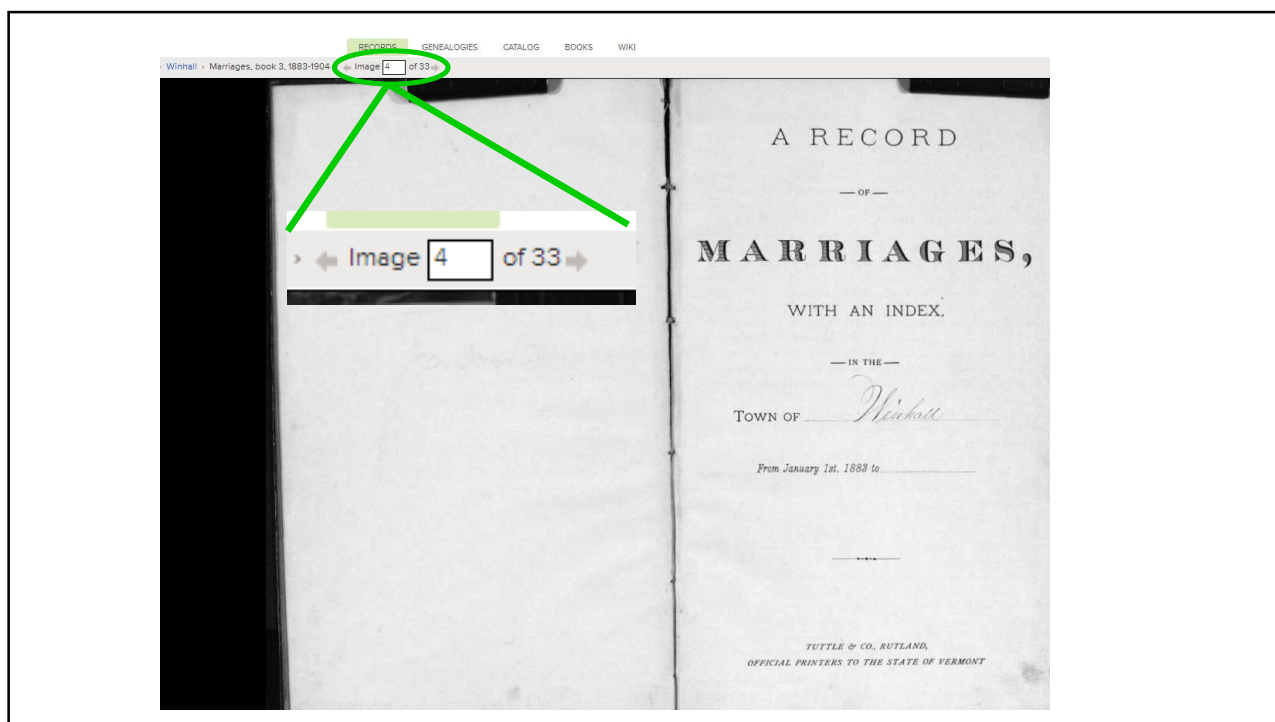 RECORDS GENEALOGIES CATALOG BOOKS WIKI
› Winhall › Marriages, book 3, 1883-1904 Image 4 of 33
› Image 4 of 33
A RECORD
— OF —
MARRIAGES,
WITH AN INDEX,
— IN THE —
TOWN OF Winhall
From January 1st, 1883 to
TUTTLE & CO., RUTLAND,
OFFICIAL PRINTERS TO THE STATE OF VERMONT